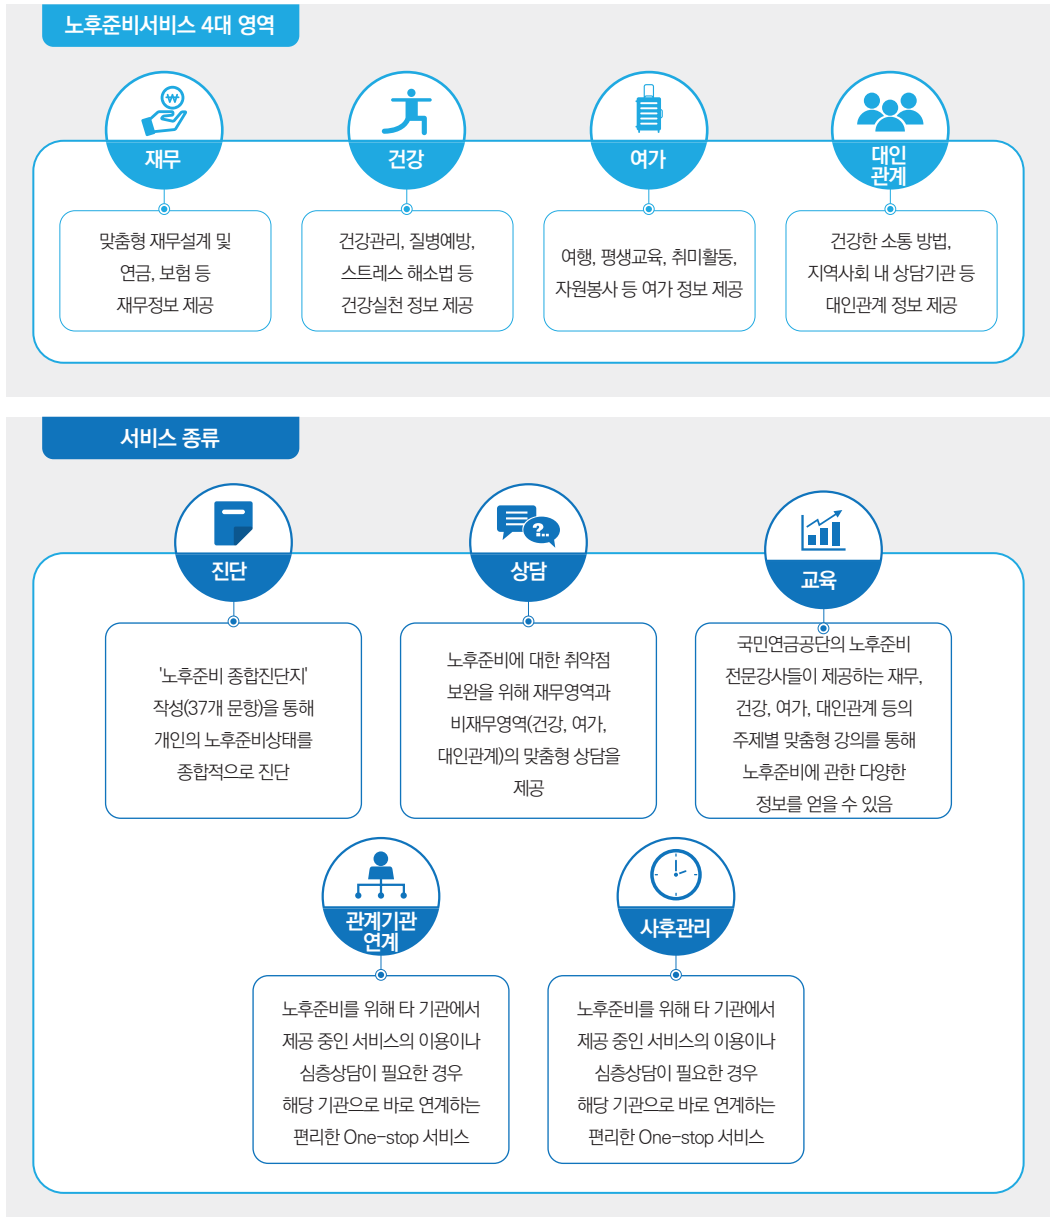 노후준비서비스 4대 영역
재무
맞춤형 재무설계 및
연금, 보험 등
재무정보 제공
건강
건강관리, 질병예방,
스트레스 해소법 등
건강실천 정보 제공
여가
여행, 평생교육, 취미활동,
자원봉사 등 여가 정보 제공
대인
관계
건강한 소통 방법,
지역사회 내 상담기관 등
대인관계 정보 제공
서비스 종류
진단
'노후준비 종합진단지'
작성(37개 문항)을 통해
개인의 노후준비상태를
종합적으로 진단
?..
상담
노후준비에 대한 취약점
보완을 위해 재무영역과
비재무영역(건강, 여가,
대인관계)의 맞춤형 상담을
제공
교육
국민연금공단의 노후준비
전문강사들이 제공하는 재무,
건강, 여가, 대인관계 등의
주제별 맞춤형 강의를 통해
노후준비에 관한 다양한
정보를 얻을 수 있음
관계기관
연계
노후준비를 위해 타 기관에서
제공 중인 서비스의 이용이나
심층상담이 필요한 경우
해당 기관으로 바로 연계하는
편리한 One-stop 서비스
사후관리
노후준비를 위해 타 기관에서
제공 중인 서비스의 이용이나
심층상담이 필요한 경우
해당 기관으로 바로 연계하는
편리한 One-stop 서비스